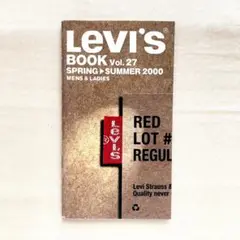 LEVI'S
BOOK Vol. 27
SPRING ▶ SUMMER 2000
MENS & LADIES
RED
LOT #
REGUL
LEVI'S
Levi Strauss &
Quality never